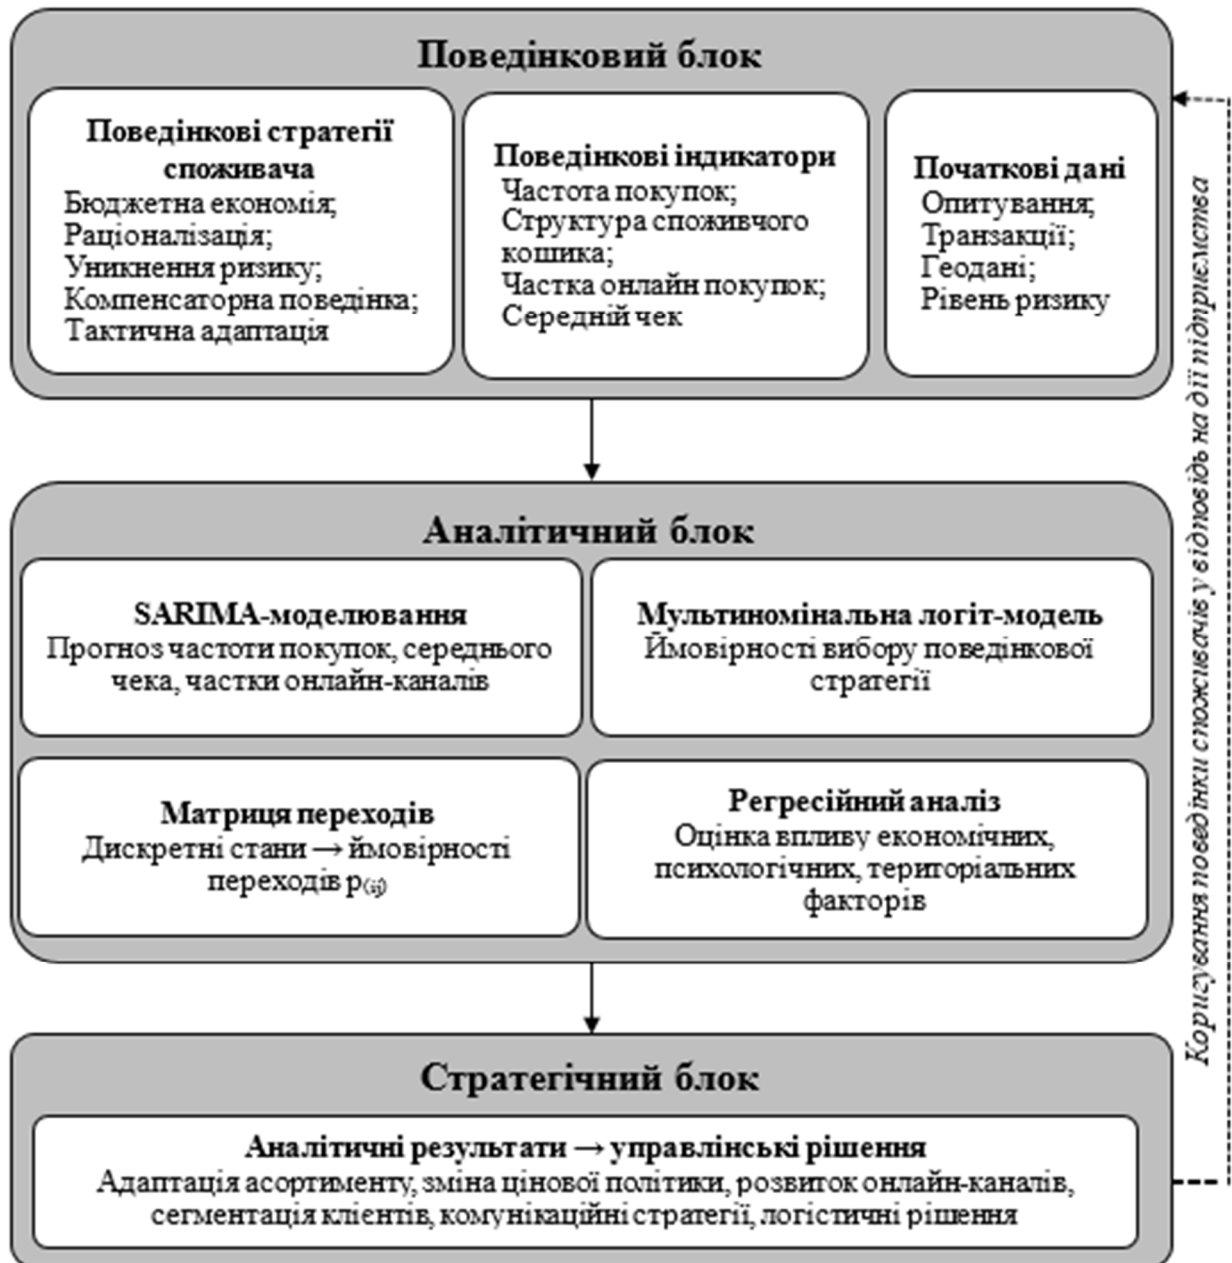 Поведінковий блок
Поведінкові стратегії
споживача
Бюджетна економія;
Раціоналізація;
Уникнення ризику;
Компенсаторна поведінка;
Тактична адаптація
Поведінкові індикатори
Частота покупок;
Структура споживчого
кошика;
Частка онлайн покупок;
Середній чек
Початкові дані
Опитування;
Транзакції;
Геодані;
Рівень ризику
Аналітичний блок
SARIMA-моделювання
Прогноз частоти покупок, середнього
чека, частки онлайн-каналів
Мультиномінальна логіт-модель
Ймовірності вибору поведінкової
стратегії
Матриця переходів
Дискретні стани → ймовірності
переходів p(ij)
Регресійний аналіз
Оцінка впливу економічних,
психологічних, територіальних
факторів
Стратегічний блок
Аналітичні результати → управлінські рішення
Адаптація асортименту, зміна цінової політики, розвиток онлайн-каналів,
сегментація клієнтів, комунікаційні стратегії, логістичні рішення
Коригування поведінки споживачів у відповідь на дії підприємства